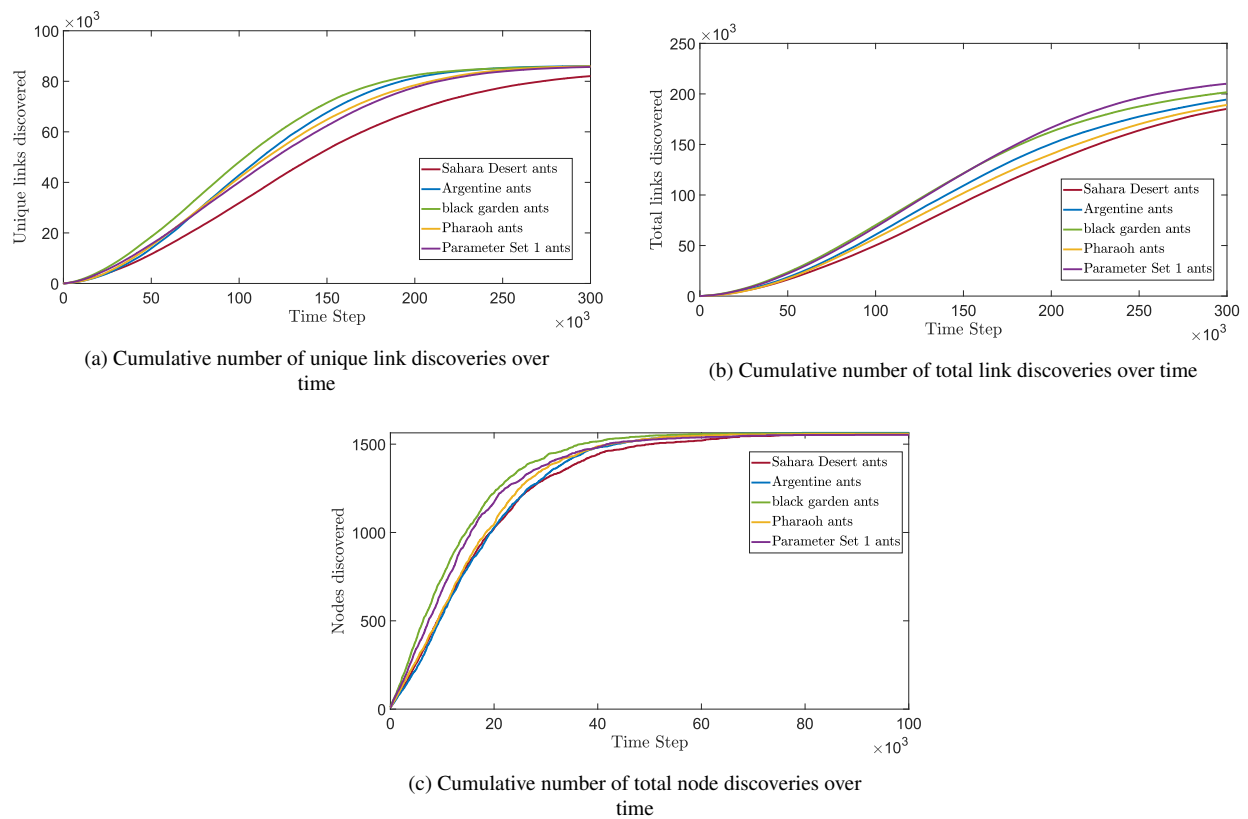 ×10³
100
80
60
40
20
0
Unique links discovered
Sahara Desert ants
Argentine ants
black garden ants
Pharaoh ants
Parameter Set 1 ants
0 50 100 150 200 250 300
Time Step
×10³
(a) Cumulative number of unique link discoveries over
time
×10³
250
200
150
100
50
0
Total links discovered
Sahara Desert ants
Argentine ants
black garden ants
Pharaoh ants
Parameter Set 1 ants
0 50 100 150 200 250 300
Time Step
×10³
(b) Cumulative number of total link discoveries over time
1500
1000
500
0
Nodes discovered
Sahara Desert ants
Argentine ants
black garden ants
Pharaoh ants
Parameter Set 1 ants
0 20 40 60 80 100
Time Step
×10³
(c) Cumulative number of total node discoveries over
time